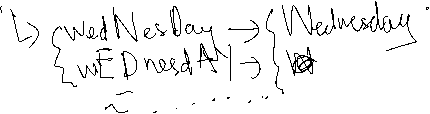 ↳ { wedNesDay → { Wednesday
{ wEDnesdAY → {
~ . . . . . . . .